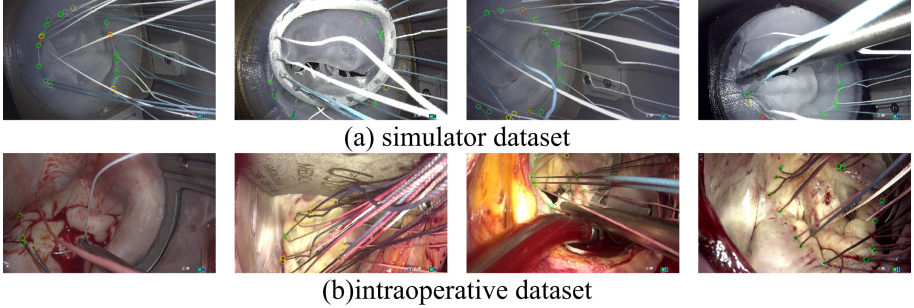 (a) simulator dataset
(b)intraoperative dataset